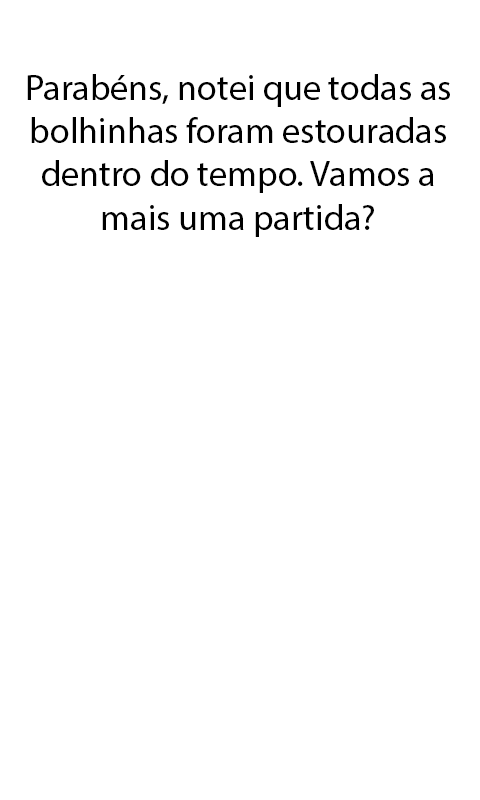 Parabéns, notei que todas as
bolhinhas foram estouradas
dentro do tempo. Vamos a
mais uma partida?